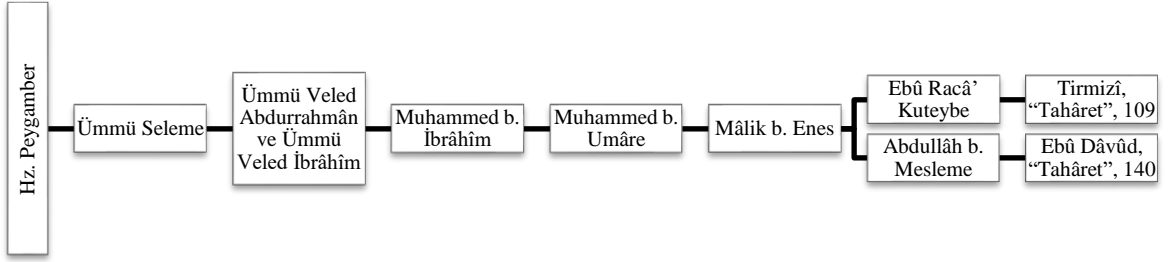 Hz. Peygamber
Ümmü Seleme
Ümmü Veled
Abdurrahmân
ve Ümmü
Veled İbrâhîm
Muhammed b.
İbrâhîm
Muhammed b.
Umâre
Mâlik b. Enes
Ebû Racâ’
Kuteybe
Tirmizî,
“Tahâret”, 109
Abdullâh b.
Mesleme
Ebû Dâvûd,
“Tahâret”, 140